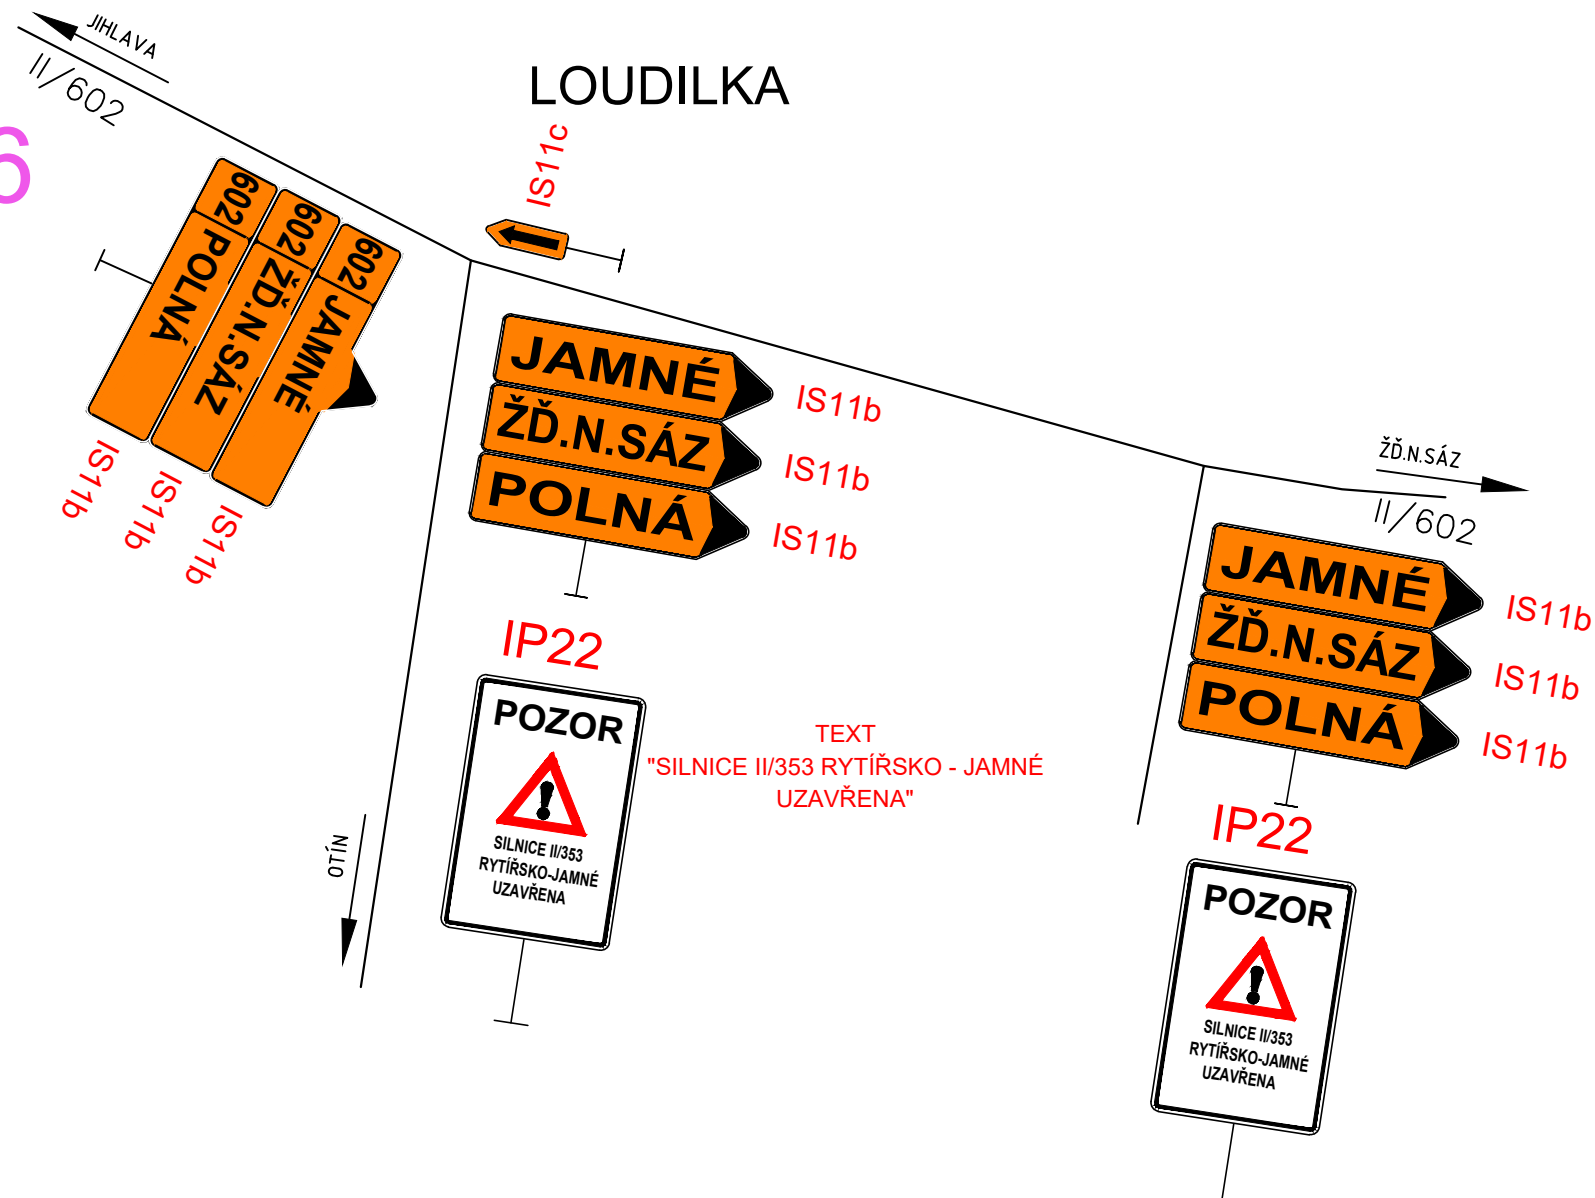 JIHLAVA
II/602
6
LOUDILKA
IS11c
602 POLNÁ
602 ŽĎ.N.SÁZ
602 JAMNÉ
IS11b
IS11b
IS11b
JAMNÉ
IS11b
ŽĎ.N.SÁZ
IS11b
POLNÁ
IS11b
IP22
POZOR
SILNICE II/353
RYTÍŘSKO-JAMNÉ
UZAVŘENA
TEXT
"SILNICE II/353 RYTÍŘSKO - JAMNÉ
UZAVŘENA"
OTÍN
ŽĎ.N.SÁZ
II/602
JAMNÉ
IS11b
ŽĎ.N.SÁZ
IS11b
POLNÁ
IS11b
IP22
POZOR
SILNICE II/353
RYTÍŘSKO-JAMNÉ
UZAVŘENA